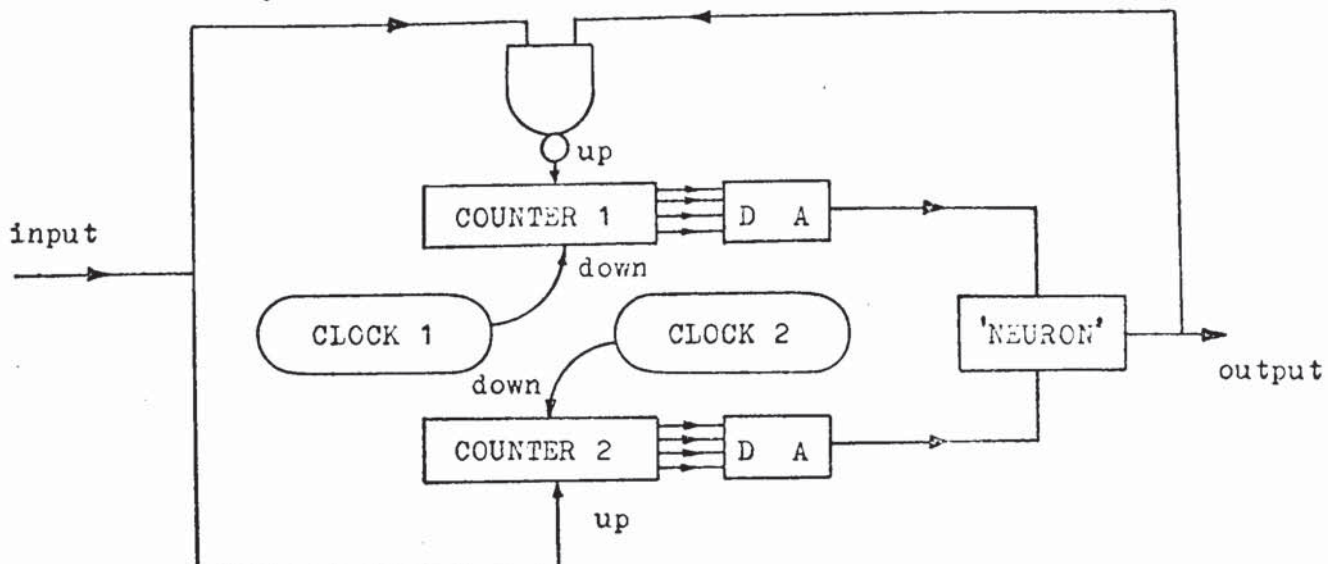 up
COUNTER 1
D A
input
down
CLOCK 1
CLOCK 2
'NEURON'
down
output
COUNTER 2
D A
up